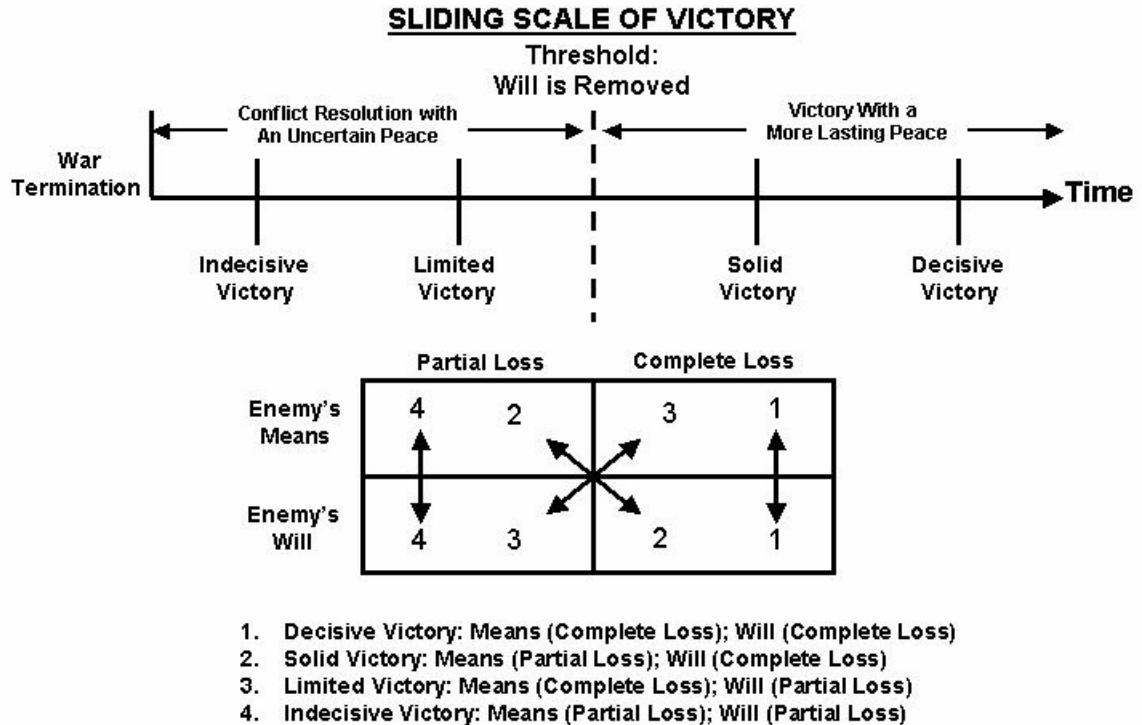 SLIDING SCALE OF VICTORY
Threshold:
Will is Removed
Conflict Resolution with
An Uncertain Peace
Victory With a
More Lasting Peace
War
Termination
Time
Indecisive
Victory
Limited
Victory
Solid
Victory
Decisive
Victory
Partial Loss
Complete Loss
Enemy's
Means
4 2 3 1
Enemy's
Will
4 3 2 1
1. Decisive Victory: Means (Complete Loss); Will (Complete Loss)
2. Solid Victory: Means (Partial Loss); Will (Complete Loss)
3. Limited Victory: Means (Complete Loss); Will (Partial Loss)
4. Indecisive Victory: Means (Partial Loss); Will (Partial Loss)